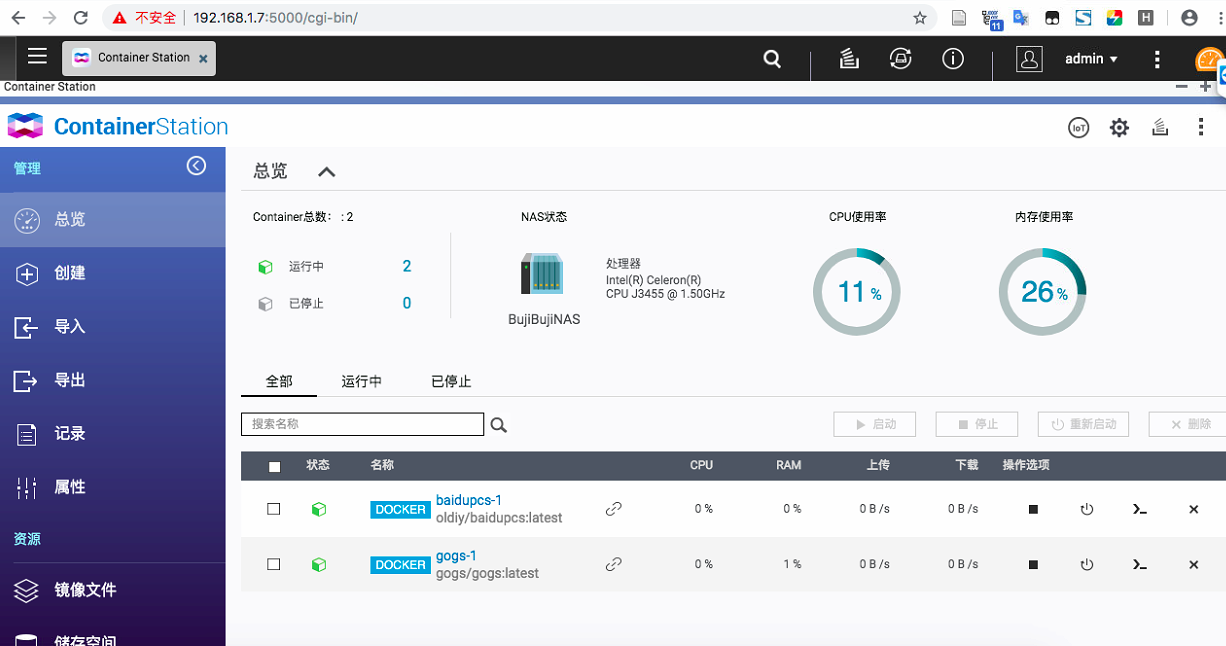 不安全 192.168.1.7:5000/cgi-bin/
11
H
Container Station
admin
Container Station
ContainerStation
IoT
管理
总览
创建
导入
导出
记录
属性
资源
镜像文件
储存空间
总览
Container总数： : 2
运行中 2
已停止 0
NAS状态
BujiBujiNAS
处理器
Intel(R) Celeron(R)
CPU J3455 @ 1.50GHz
CPU使用率
11 %
内存使用率
26 %
全部 运行中 已停止
搜索名称
启动 停止 重新启动 删除
状态 名称 CPU RAM 上传 下载 操作选项
DOCKER baidupcs-1 0 % 0 % 0 B /s 0 B /s
oldiy/baidupcs:latest
DOCKER gogs-1 0 % 1 % 0 B /s 0 B /s
gogs/gogs:latest